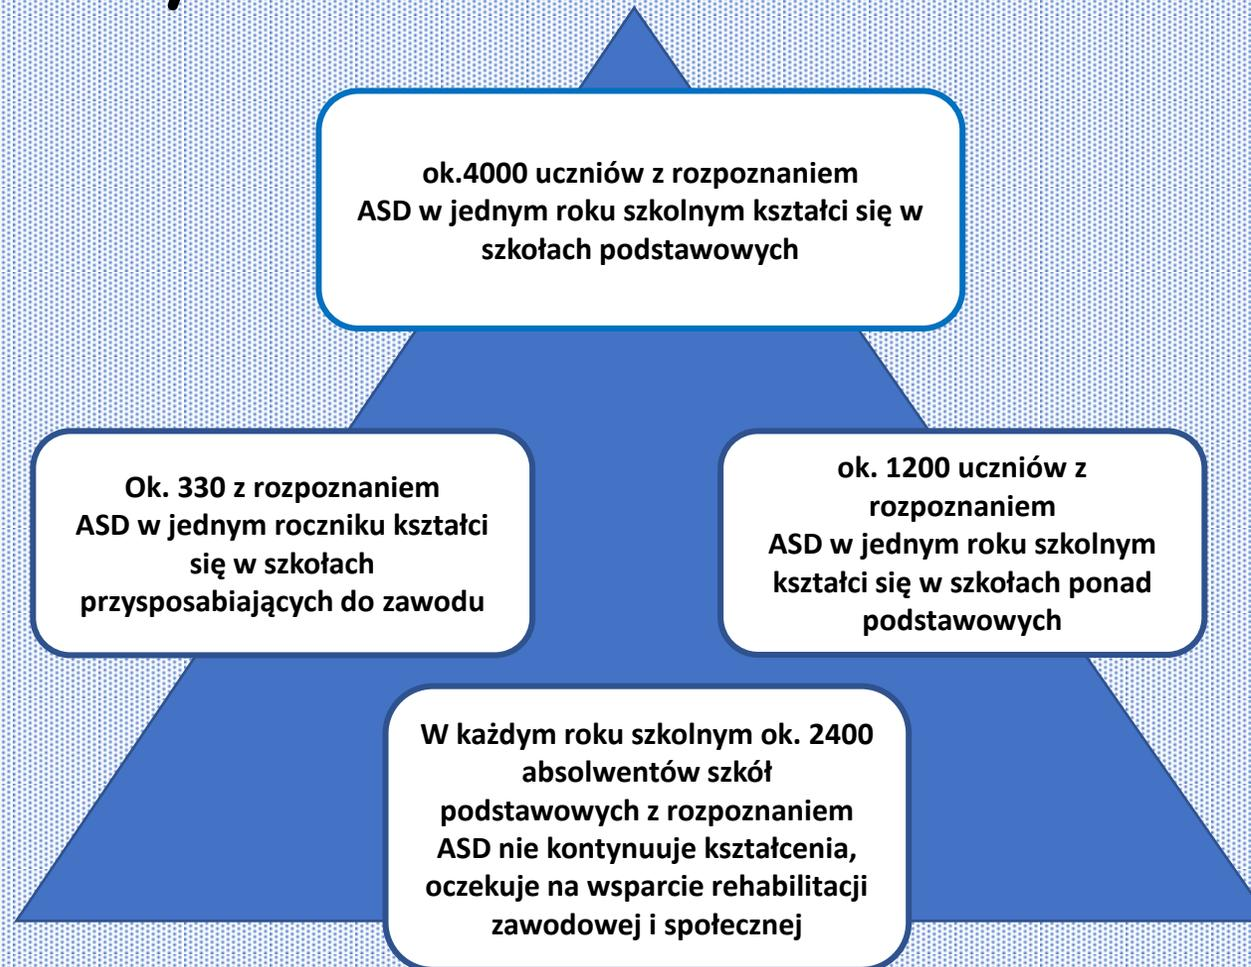 ok.4000 uczniów z rozpoznaniem
ASD w jednym roku szkolnym kształci się w
szkołach podstawowych
Ok. 330 z rozpoznaniem
ASD w jednym roczniku kształci
się w szkołach
przysposabiających do zawodu
ok. 1200 uczniów z
rozpoznaniem
ASD w jednym roku szkolnym
kształci się w szkołach ponad
podstawowych
W każdym roku szkolnym ok. 2400
absolwentów szkół
podstawowych z rozpoznaniem
ASD nie kontynuuje kształcenia,
oczekuje na wsparcie rehabilitacji
zawodowej i społecznej